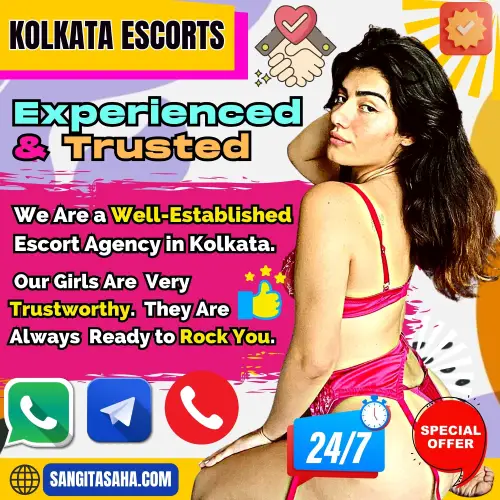 KOLKATA ESCORTS
Experienced
& Trusted
We Are a Well-Established
Escort Agency in Kolkata.
Our Girls Are Very
Trustworthy. They Are
Always Ready to Rock You.
24/7
SPECIAL
OFFER
SANGITASAHA.COM